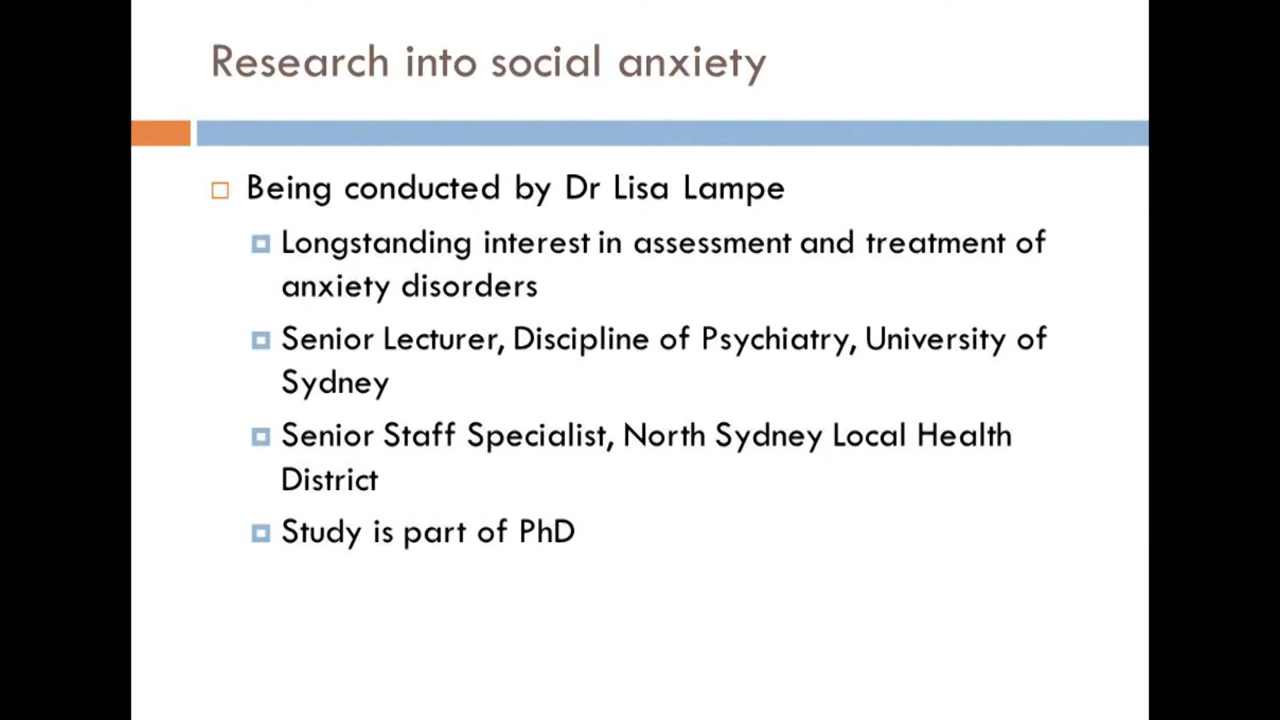 Research into social anxiety
Being conducted by Dr Lisa Lampe
Longstanding interest in assessment and treatment of
anxiety disorders
Senior Lecturer, Discipline of Psychiatry, University of
Sydney
Senior Staff Specialist, North Sydney Local Health
District
Study is part of PhD